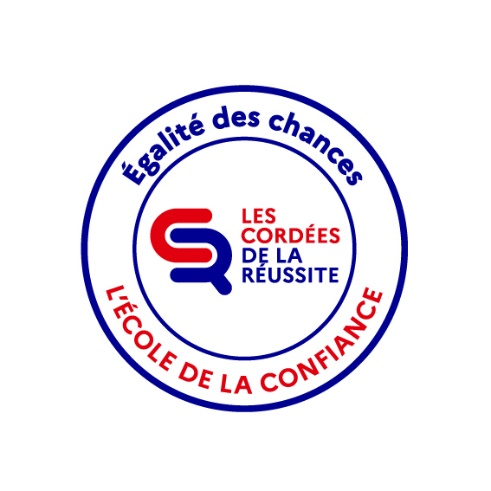 Égalité des chances
LES
CORDÉES
DE LA
RÉUSSITE
L'ÉCOLE DE LA CONFIANCE